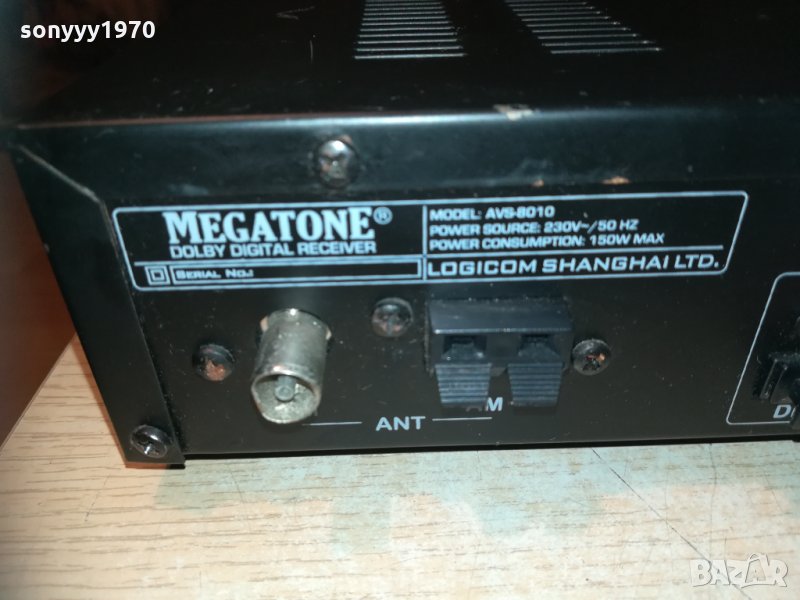 sonyyy1970
MEGATONE®
DOLBY DIGITAL RECEIVER
SERIAL NO.:
MODEL: AVS-8010
POWER SOURCE: 230V~/50 HZ
POWER CONSUMPTION: 150W MAX
LOGICOM SHANGHAI LTD.
ANT
BAZAR